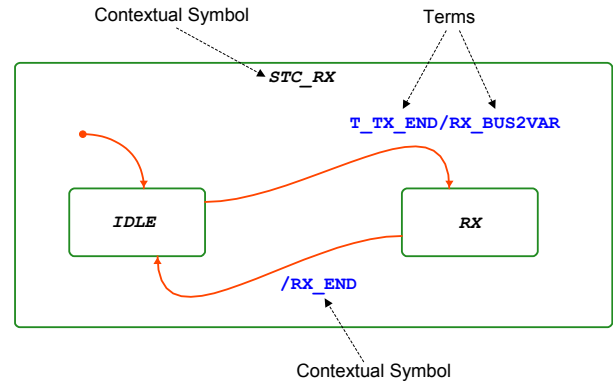 Contextual Symbol
Terms
STC_RX
T_TX_END/RX_BUS2VAR
IDLE
RX
/RX_END
Contextual Symbol